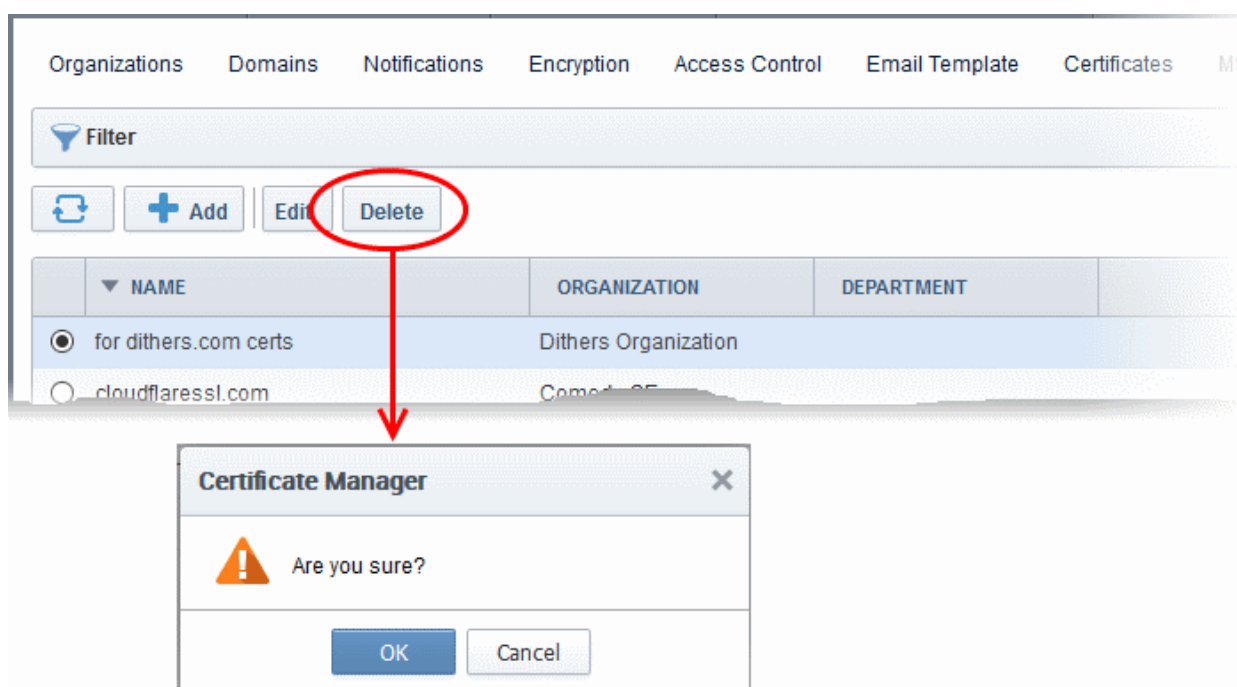 Organizations Domains Notifications Encryption Access Control Email Template Certificates
Filter
Add Edit Delete
NAME ORGANIZATION DEPARTMENT
for dithers.com certs Dithers Organization
cloudflaressl.com
Certificate Manager
Are you sure?
OK Cancel